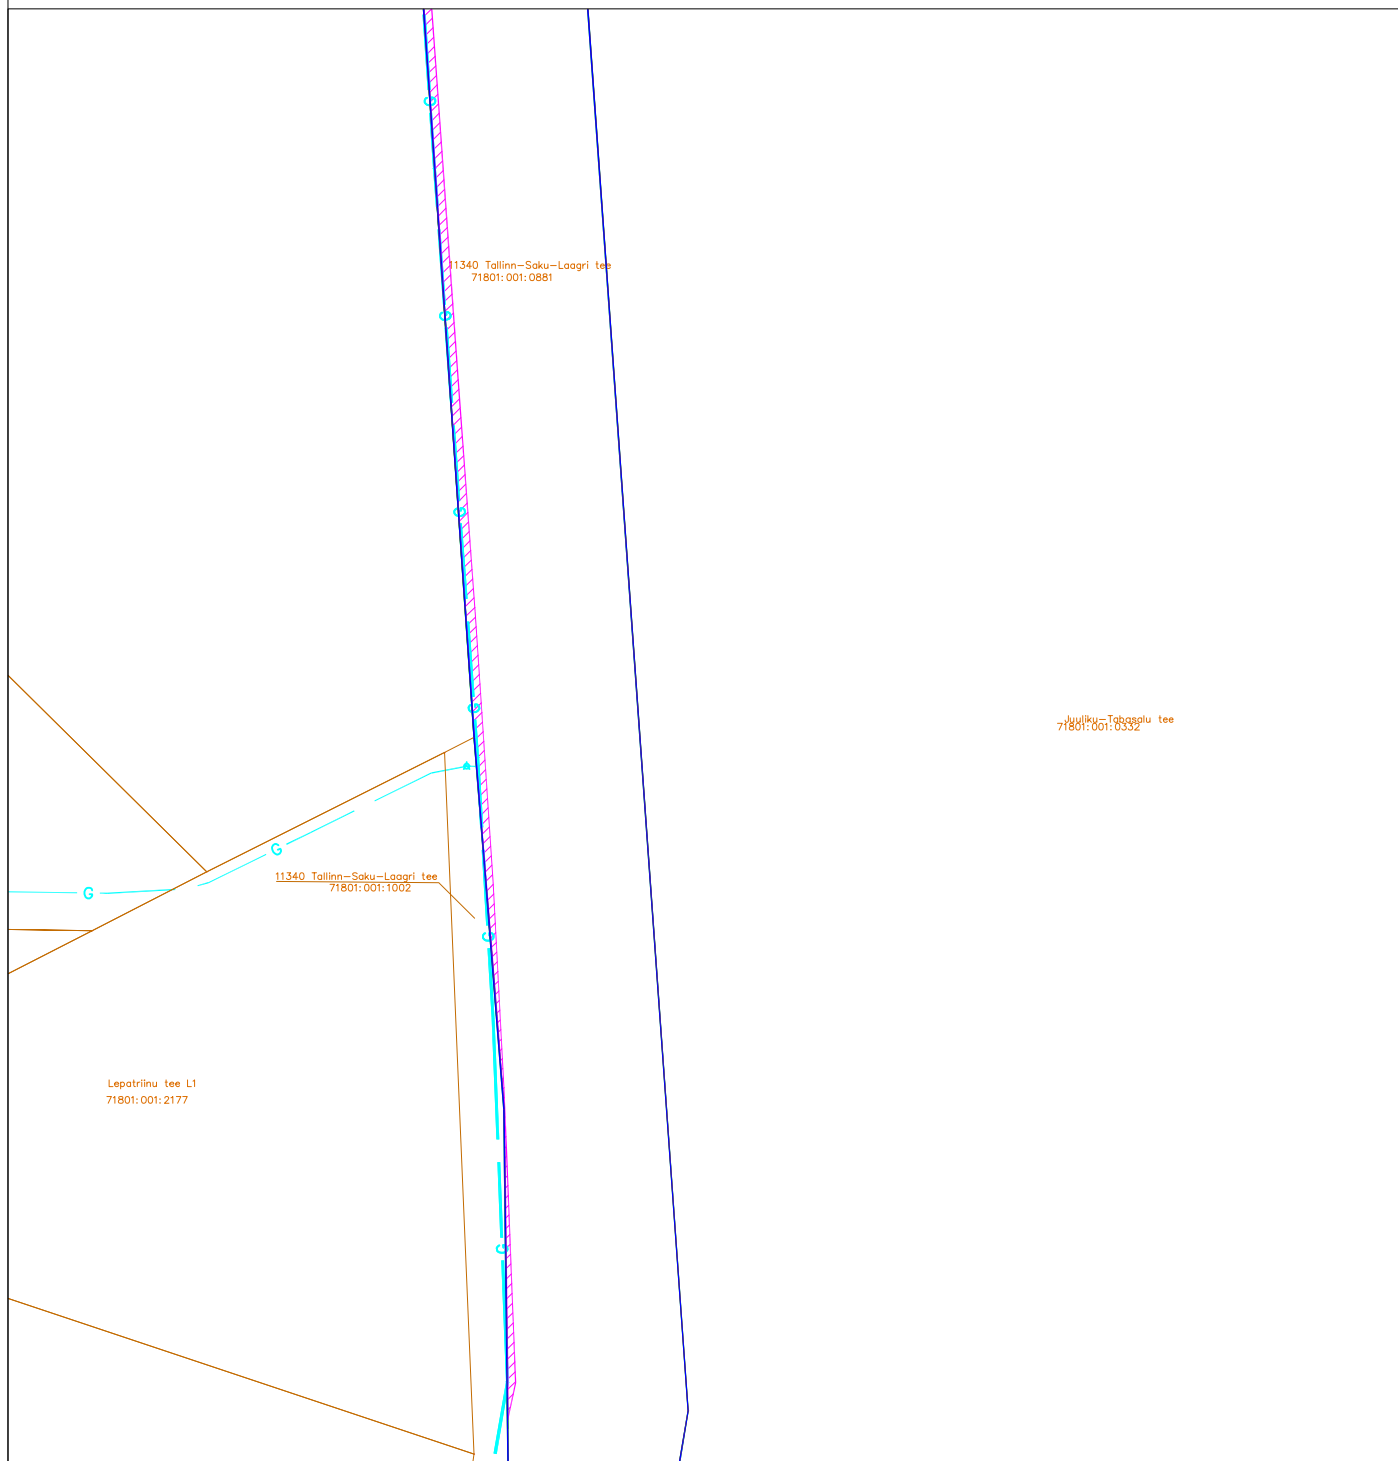 G
11340 Tallinn-Saku-Laagri tee
71801:001:0881
G
G
G
Juuliku-Tabasalu tee
71801:001:0332
G
11340 Tallinn-Saku-Laagri tee
71801:001:1002
G
G
Lepatriinu tee L1
71801:001:2177
G